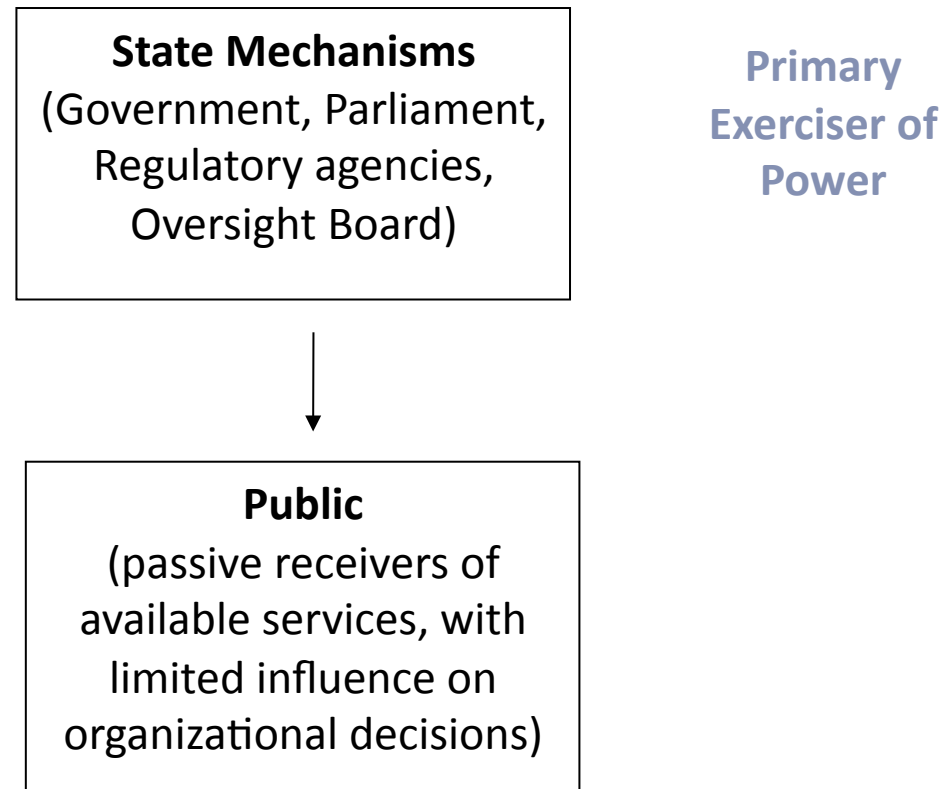 State Mechanisms
(Government, Parliament,
Regulatory agencies,
Oversight Board)
Primary
Exerciser of
Power
Public
(passive receivers of
available services, with
limited influence on
organizational decisions)